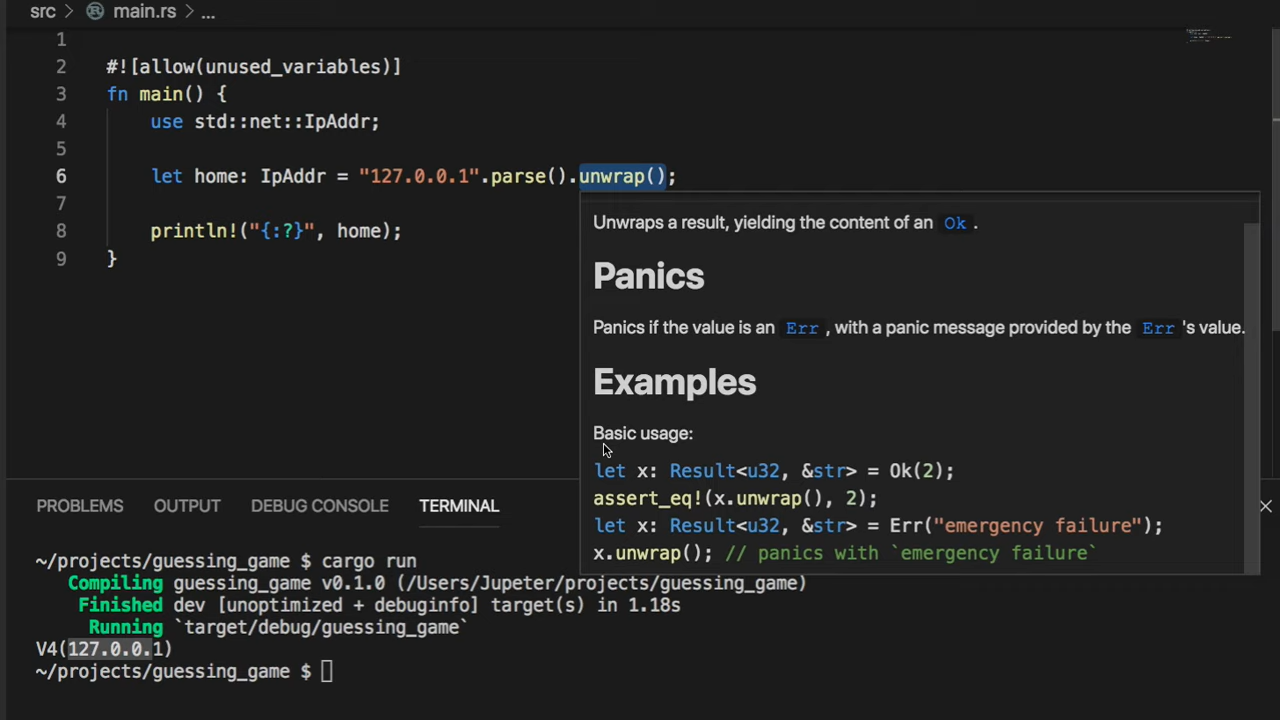 src > main.rs > ...
1
2 #![allow(unused_variables)]
3 fn main() {
4 use std::net::IpAddr;
5
6 let home: IpAddr = "127.0.0.1".parse().unwrap();
7
8 println!("{:?}", home);
9 }
Unwraps a result, yielding the content of an Ok .
Panics
Panics if the value is an Err , with a panic message provided by the Err 's value.
Examples
Basic usage:
let x: Result<u32, &str> = Ok(2);
assert_eq!(x.unwrap(), 2);
let x: Result<u32, &str> = Err("emergency failure");
x.unwrap(); // panics with `emergency failure`
PROBLEMS OUTPUT DEBUG CONSOLE TERMINAL
~/projects/guessing_game $ cargo run
Compiling guessing_game v0.1.0 (/Users/Jupeter/projects/guessing_game)
Finished dev [unoptimized + debuginfo] target(s) in 1.18s
Running `target/debug/guessing_game`
V4(127.0.0.1)
~/projects/guessing_game $